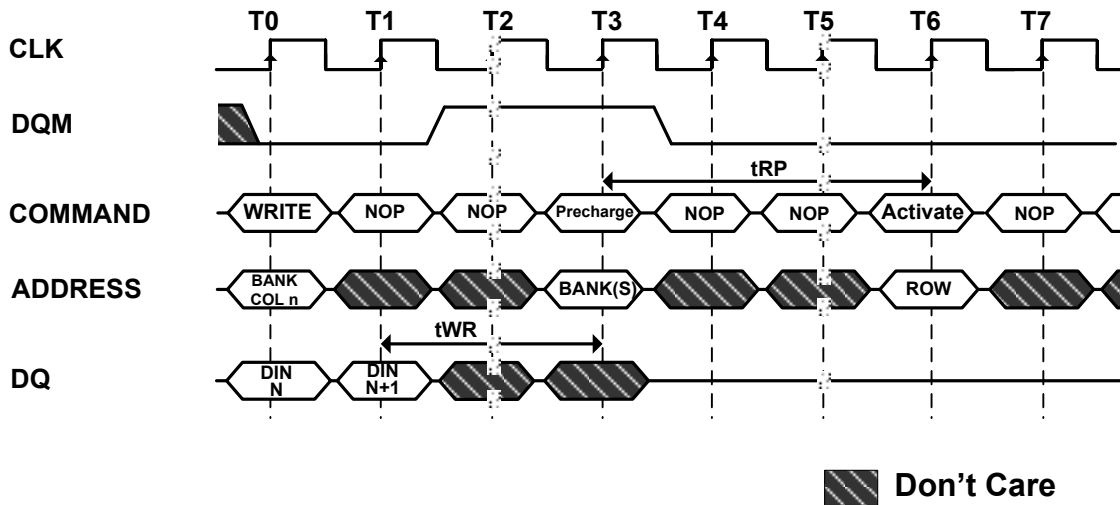 T0 T1 T2 T3 T4 T5 T6 T7
CLK
DQM
tRP
COMMAND WRITE NOP NOP Precharge NOP NOP Activate NOP
ADDRESS BANK COL n BANK(S) ROW
tWR
DQ DIN N DIN N+1
Don't Care